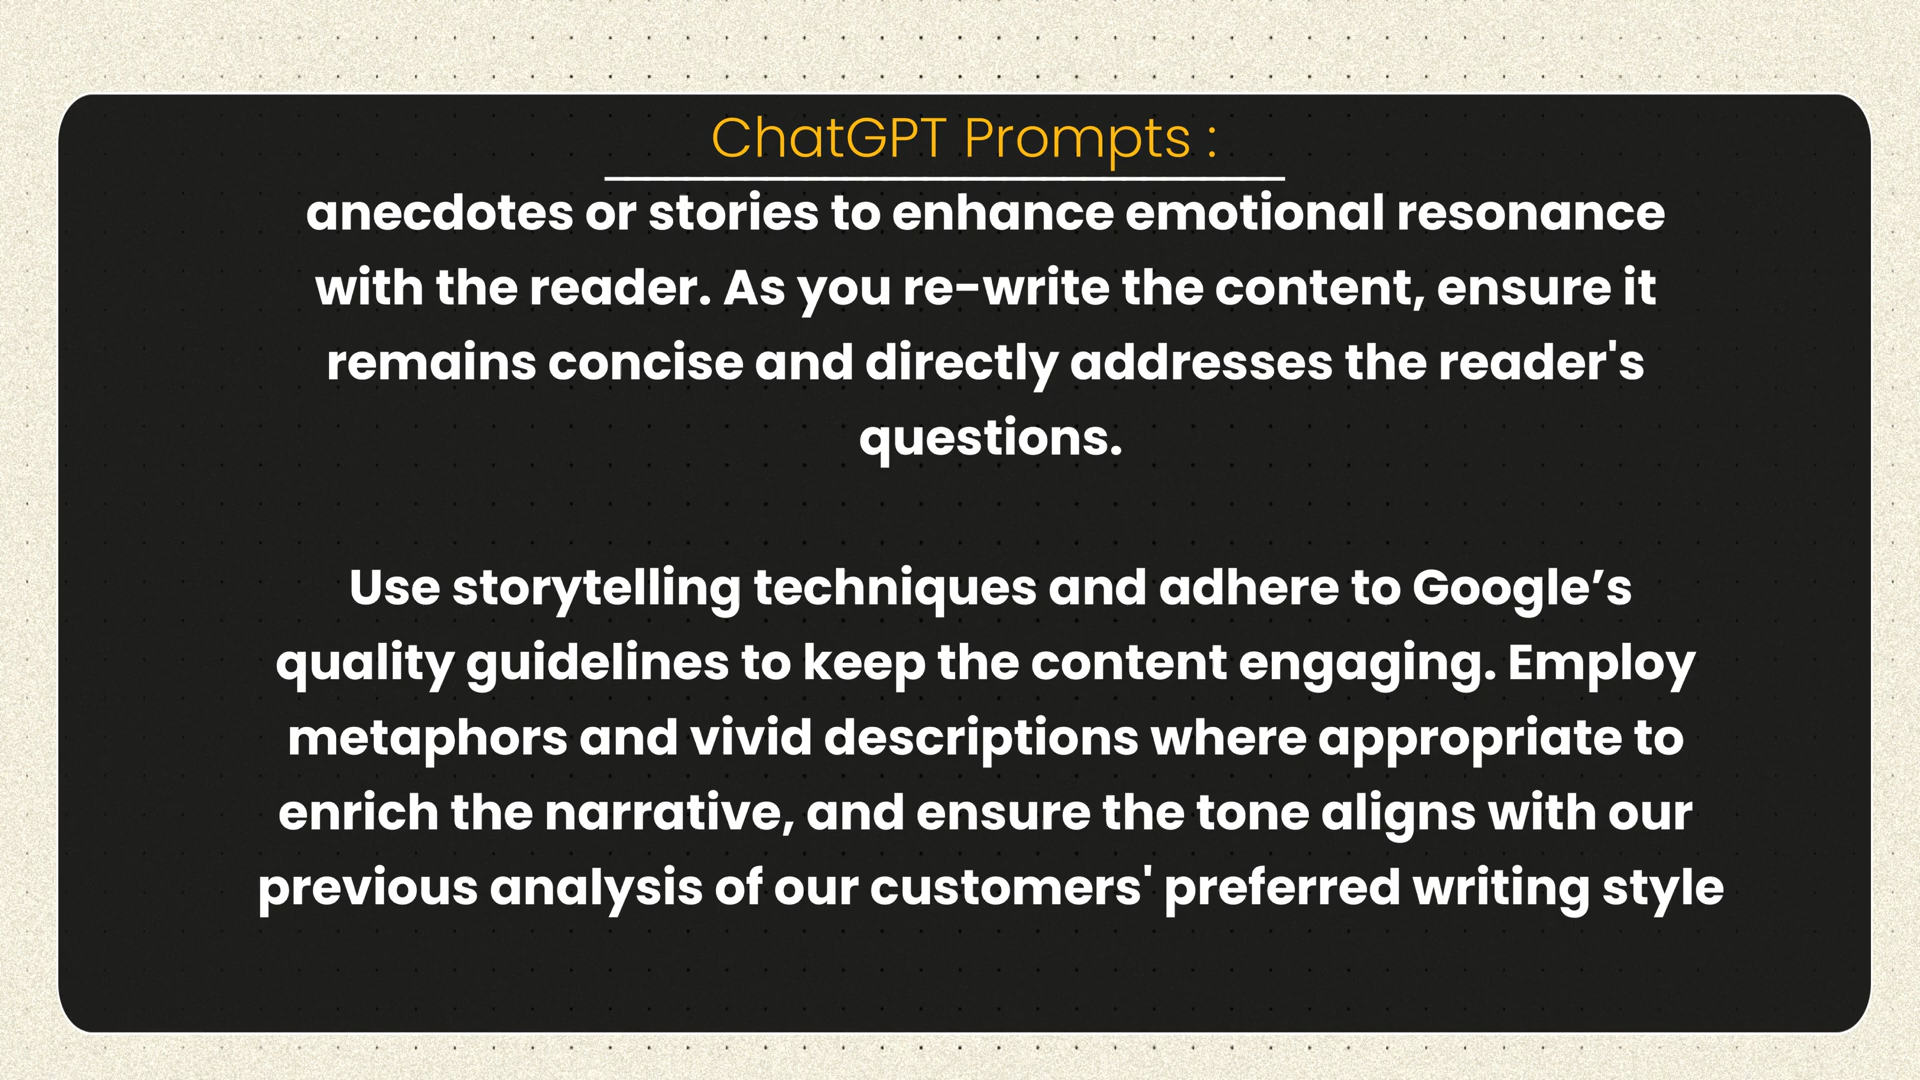 ChatGPT Prompts :
anecdotes or stories to enhance emotional resonance
with the reader. As you re-write the content, ensure it
remains concise and directly addresses the reader's
questions.
Use storytelling techniques and adhere to Google’s
quality guidelines to keep the content engaging. Employ
metaphors and vivid descriptions where appropriate to
enrich the narrative, and ensure the tone aligns with our
previous analysis of our customers' preferred writing style